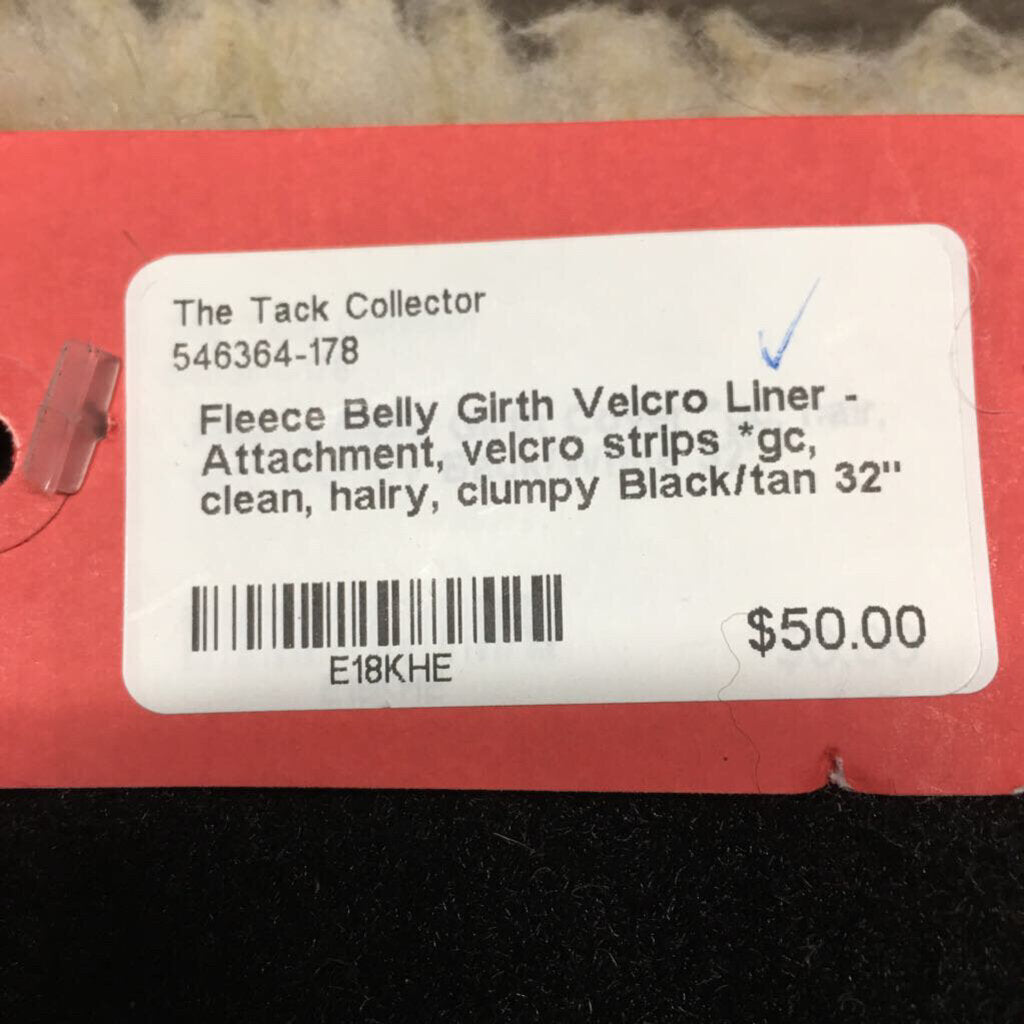 The Tack Collector
546364-178
Fleece Belly Girth Velcro Liner -
Attachment, velcro strips *gc,
clean, hairy, clumpy Black/tan 32"
E18KHE
$50.00